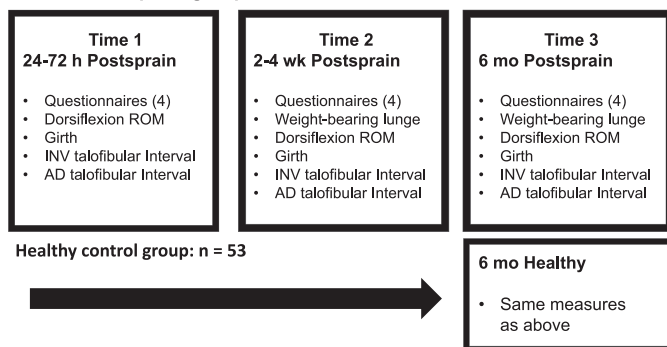 Time 1
24-72 h Postsprain
• Questionnaires (4)
• Dorsiflexion ROM
• Girth
• INV talofibular Interval
• AD talofibular Interval
Time 2
2-4 wk Postsprain
• Questionnaires (4)
• Weight-bearing lunge
• Dorsiflexion ROM
• Girth
• INV talofibular Interval
• AD talofibular Interval
Time 3
6 mo Postsprain
• Questionnaires (4)
• Weight-bearing lunge
• Dorsiflexion ROM
• Girth
• INV talofibular Interval
• AD talofibular Interval
Healthy control group: n = 53
6 mo Healthy
• Same measures
as above